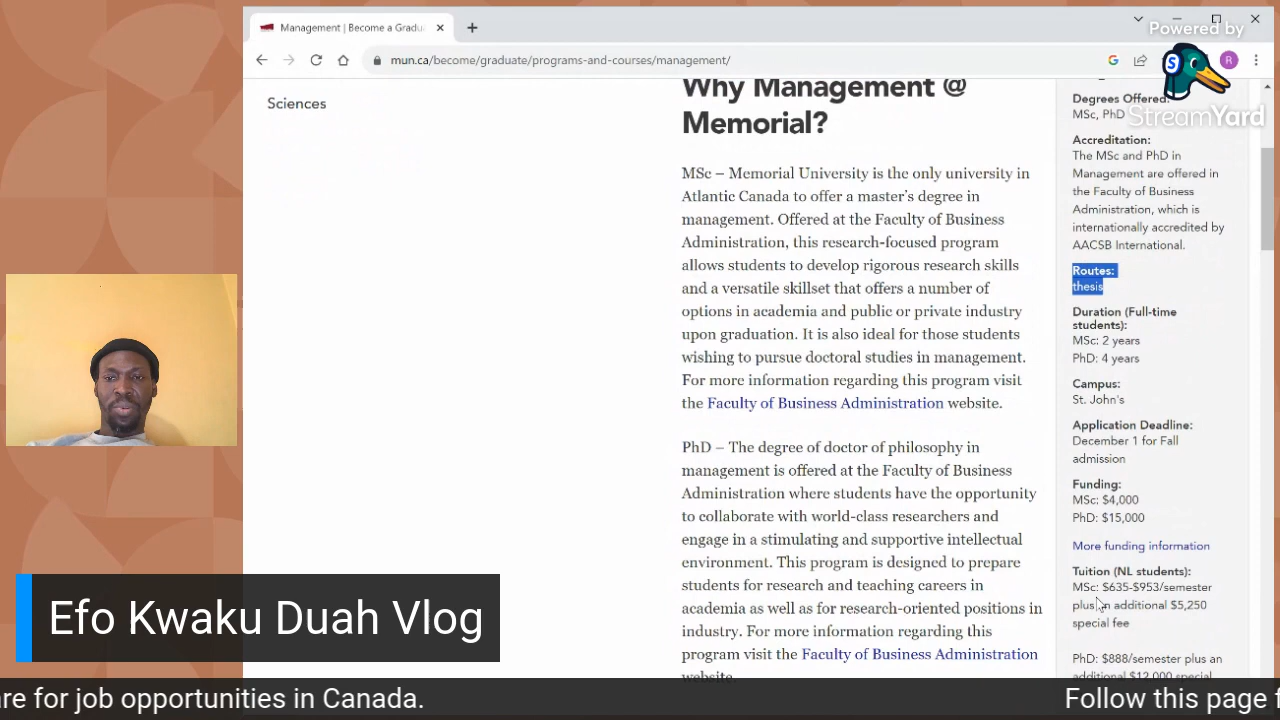 Management | Become a Gradu
mun.ca/become/graduate/programs-and-courses/management/
Powered by
StreamYard
S
R
Sciences
Why Management @
Memorial?
MSc – Memorial University is the only university in
Atlantic Canada to offer a master's degree in
management. Offered at the Faculty of Business
Administration, this research-focused program
allows students to develop rigorous research skills
and a versatile skillset that offers a number of
options in academia and public or private industry
upon graduation. It is also ideal for those students
wishing to pursue doctoral studies in management.
For more information regarding this program visit
the Faculty of Business Administration website.
PhD – The degree of doctor of philosophy in
management is offered at the Faculty of Business
Administration where students have the opportunity
to collaborate with world-class researchers and
engage in a stimulating and supportive intellectual
environment. This program is designed to prepare
students for research and teaching careers in
academia as well as for research-oriented positions in
industry. For more information regarding this
program visit the Faculty of Business Administration
website.
Degrees Offered:
MSc, PhD
Accreditation:
The MSc and PhD in
Management are offered in
the Faculty of Business
Administration, which is
internationally accredited by
AACSB International.
Routes:
thesis
Duration (Full-time
students):
MSc: 2 years
PhD: 4 years
Campus:
St. John's
Application Deadline:
December 1 for Fall
admission
Funding:
MSc: $4,000
PhD: $15,000
More funding information
Tuition (NL students):
MSc: $635-$953/semester
plus an additional $5,250
special fee
PhD: $888/semester plus an
additional $12,000 special
Efo Kwaku Duah Vlog
are for job opportunities in Canada.
Follow this page f